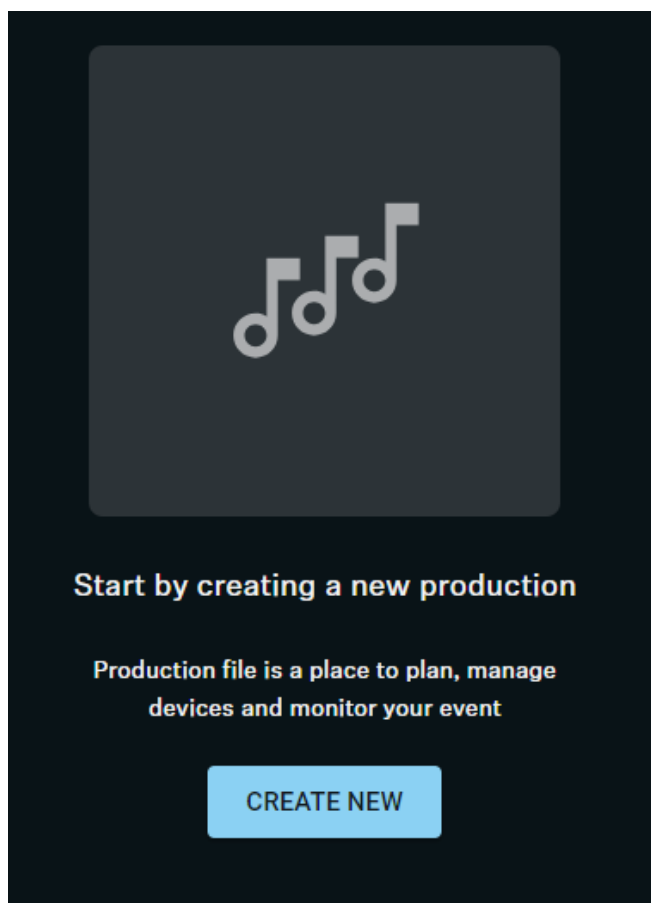 Start by creating a new production
Production file is a place to plan, manage
devices and monitor your event
CREATE NEW